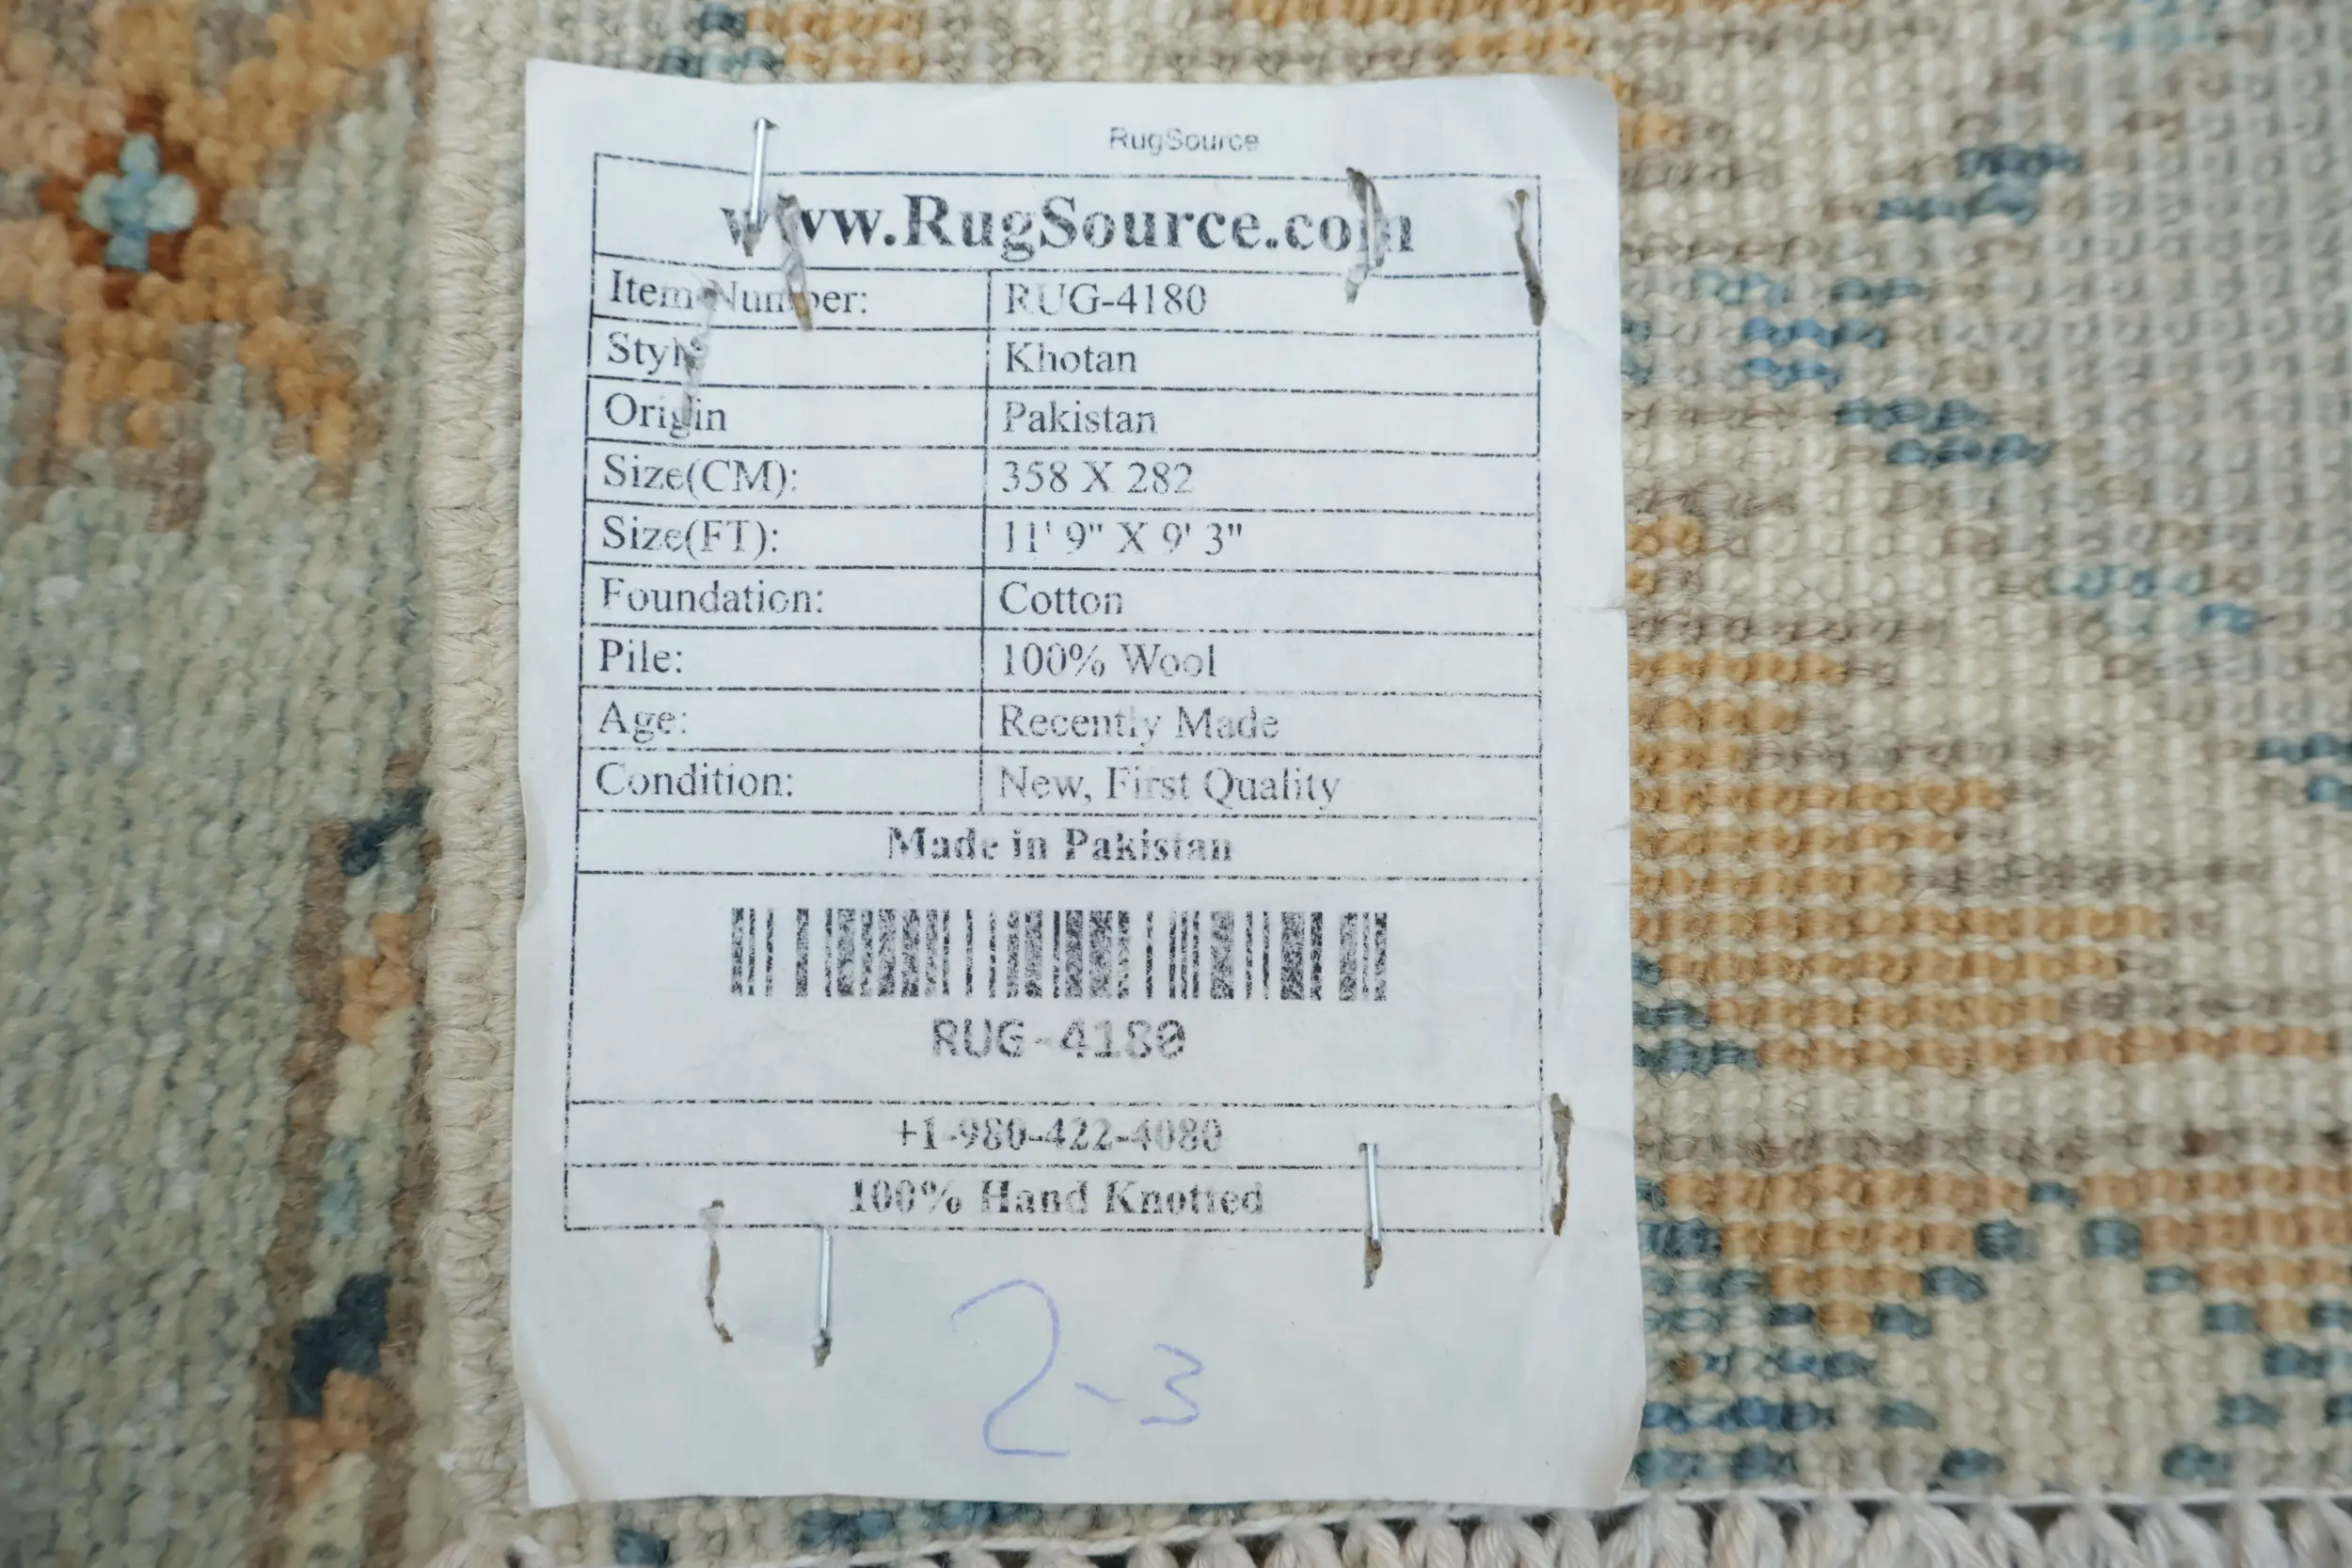 RugSource
www.RugSource.com
Item Number: RUG-4180
Style Khotan
Origin Pakistan
Size(CM): 358 X 282
Size(FT): 11' 9" X 9' 3"
Foundation: Cotton
Pile: 100% Wool
Age: Recently Made
Condition: New, First Quality
Made in Pakistan
RUG-4180
+1-980-422-4080
100% Hand Knotted
2-3